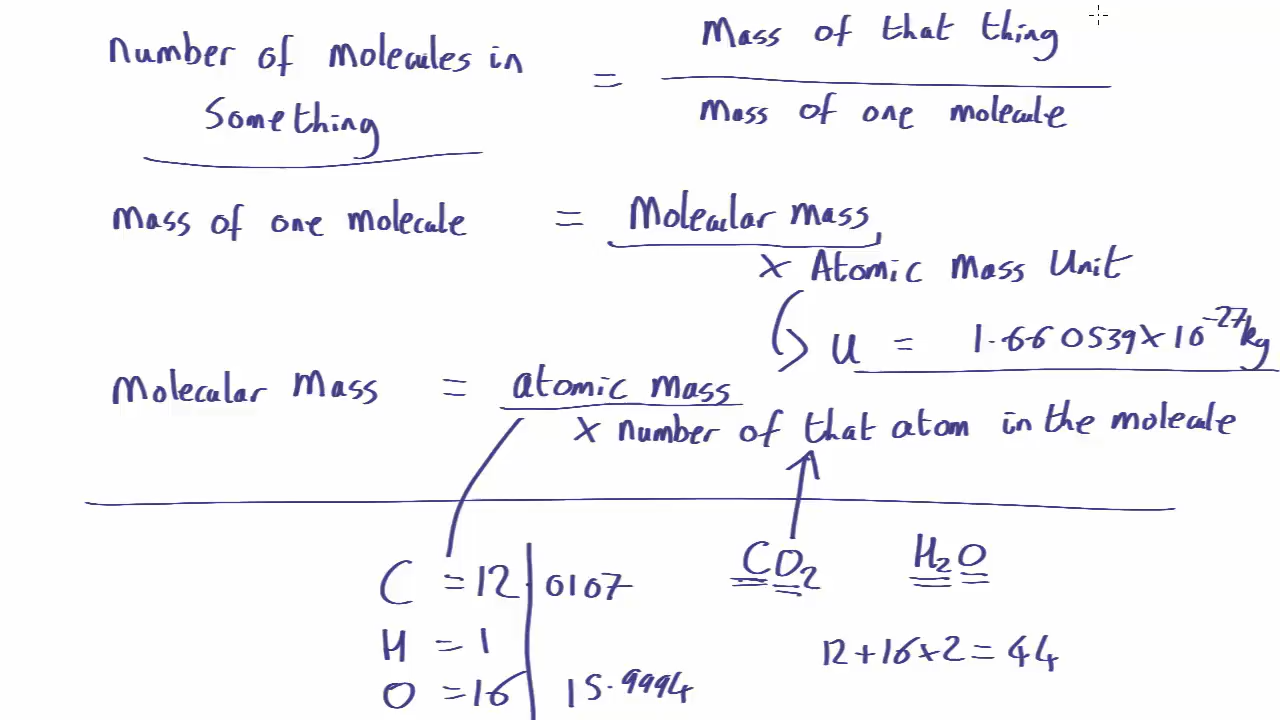 Number of molecules in
Something
=
Mass of that thing
Mass of one molecule
Mass of one molecule = Molecular Mass
× Atomic Mass Unit
u = 1.660539×10⁻²⁷kg
Molecular Mass = atomic mass
× number of that atom in the molecule
C = 12 0107
CO₂ H₂O
H = 1
12+16×2=44
O = 16 15.9994